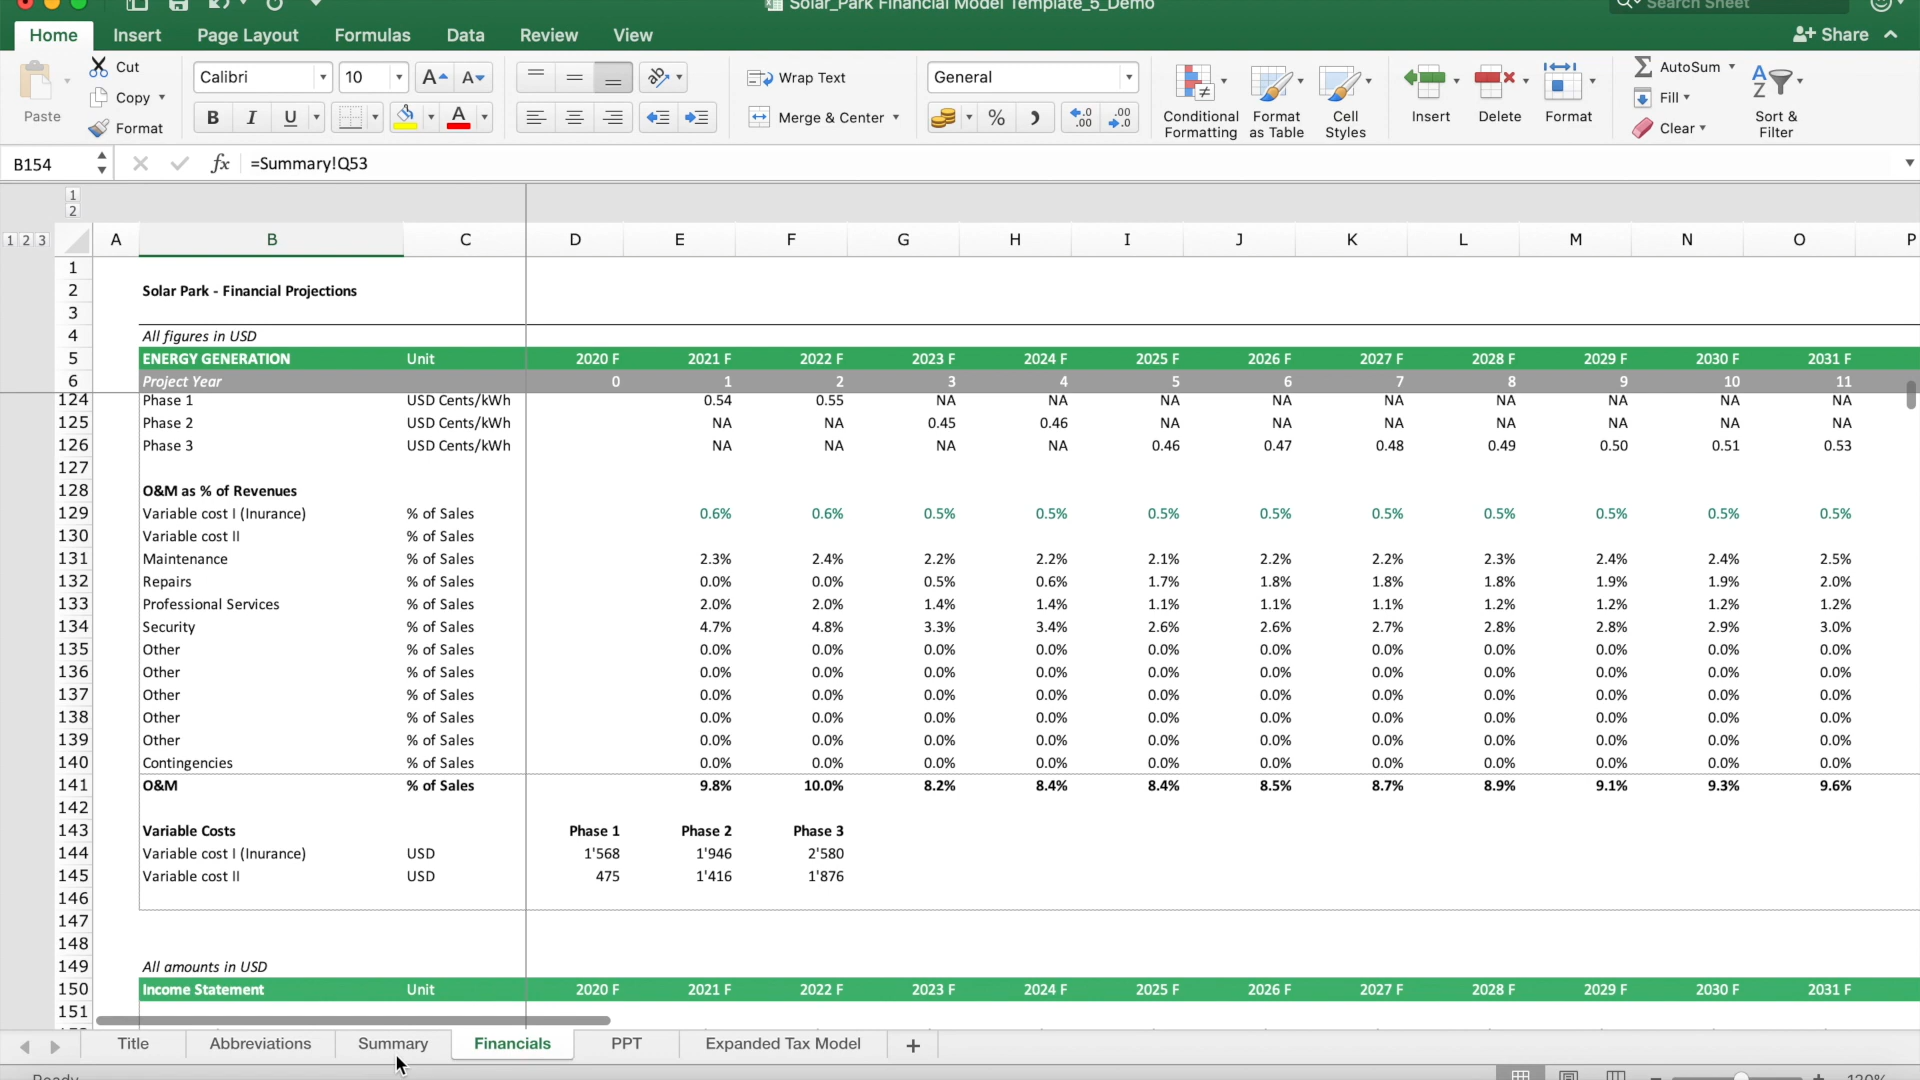 Solar_Park Financial Model Template_5_Demo
Search Sheet
Home Insert Page Layout Formulas Data Review View Share
Paste Cut Copy Format
Calibri 10 A A
B I U A
Wrap Text
Merge & Center
General
% .00 .00
Conditional Formatting
Format as Table
Cell Styles
Insert Delete Format
AutoSum
Fill
Clear
Sort & Filter
B154 fx =Summary!Q53
1
2
1 2 3 A B C D E F G H I J K L M N O P
1
2 Solar Park - Financial Projections
3
4 All figures in USD
5 ENERGY GENERATION Unit 2020 F 2021 F 2022 F 2023 F 2024 F 2025 F 2026 F 2027 F 2028 F 2029 F 2030 F 2031 F
6 Project Year 0 1 2 3 4 5 6 7 8 9 10 11
124 Phase 1 USD Cents/kWh 0.54 0.55 NA NA NA NA NA NA NA NA NA
125 Phase 2 USD Cents/kWh NA NA 0.45 0.46 NA NA NA NA NA NA NA
126 Phase 3 USD Cents/kWh NA NA NA NA 0.46 0.47 0.48 0.49 0.50 0.51 0.53
127
128 O&M as % of Revenues
129 Variable cost I (Inurance) % of Sales 0.6% 0.6% 0.5% 0.5% 0.5% 0.5% 0.5% 0.5% 0.5% 0.5% 0.5%
130 Variable cost II % of Sales
131 Maintenance % of Sales 2.3% 2.4% 2.2% 2.2% 2.1% 2.2% 2.2% 2.3% 2.4% 2.4% 2.5%
132 Repairs % of Sales 0.0% 0.0% 0.5% 0.6% 1.7% 1.8% 1.8% 1.8% 1.9% 1.9% 2.0%
133 Professional Services % of Sales 2.0% 2.0% 1.4% 1.4% 1.1% 1.1% 1.1% 1.2% 1.2% 1.2% 1.2%
134 Security % of Sales 4.7% 4.8% 3.3% 3.4% 2.6% 2.6% 2.7% 2.8% 2.8% 2.9% 3.0%
135 Other % of Sales 0.0% 0.0% 0.0% 0.0% 0.0% 0.0% 0.0% 0.0% 0.0% 0.0% 0.0%
136 Other % of Sales 0.0% 0.0% 0.0% 0.0% 0.0% 0.0% 0.0% 0.0% 0.0% 0.0% 0.0%
137 Other % of Sales 0.0% 0.0% 0.0% 0.0% 0.0% 0.0% 0.0% 0.0% 0.0% 0.0% 0.0%
138 Other % of Sales 0.0% 0.0% 0.0% 0.0% 0.0% 0.0% 0.0% 0.0% 0.0% 0.0% 0.0%
139 Other % of Sales 0.0% 0.0% 0.0% 0.0% 0.0% 0.0% 0.0% 0.0% 0.0% 0.0% 0.0%
140 Contingencies % of Sales 0.0% 0.0% 0.0% 0.0% 0.0% 0.0% 0.0% 0.0% 0.0% 0.0% 0.0%
141 O&M % of Sales 9.8% 10.0% 8.2% 8.4% 8.4% 8.5% 8.7% 8.9% 9.1% 9.3% 9.6%
142
143 Variable Costs Phase 1 Phase 2 Phase 3
144 Variable cost I (Inurance) USD 1'568 1'946 2'580
145 Variable cost II USD 475 1'416 1'876
146
147
148
149 All amounts in USD
150 Income Statement Unit 2020 F 2021 F 2022 F 2023 F 2024 F 2025 F 2026 F 2027 F 2028 F 2029 F 2030 F 2031 F
151
Title Abbreviations Summary Financials PPT Expanded Tax Model +
Ready 120%